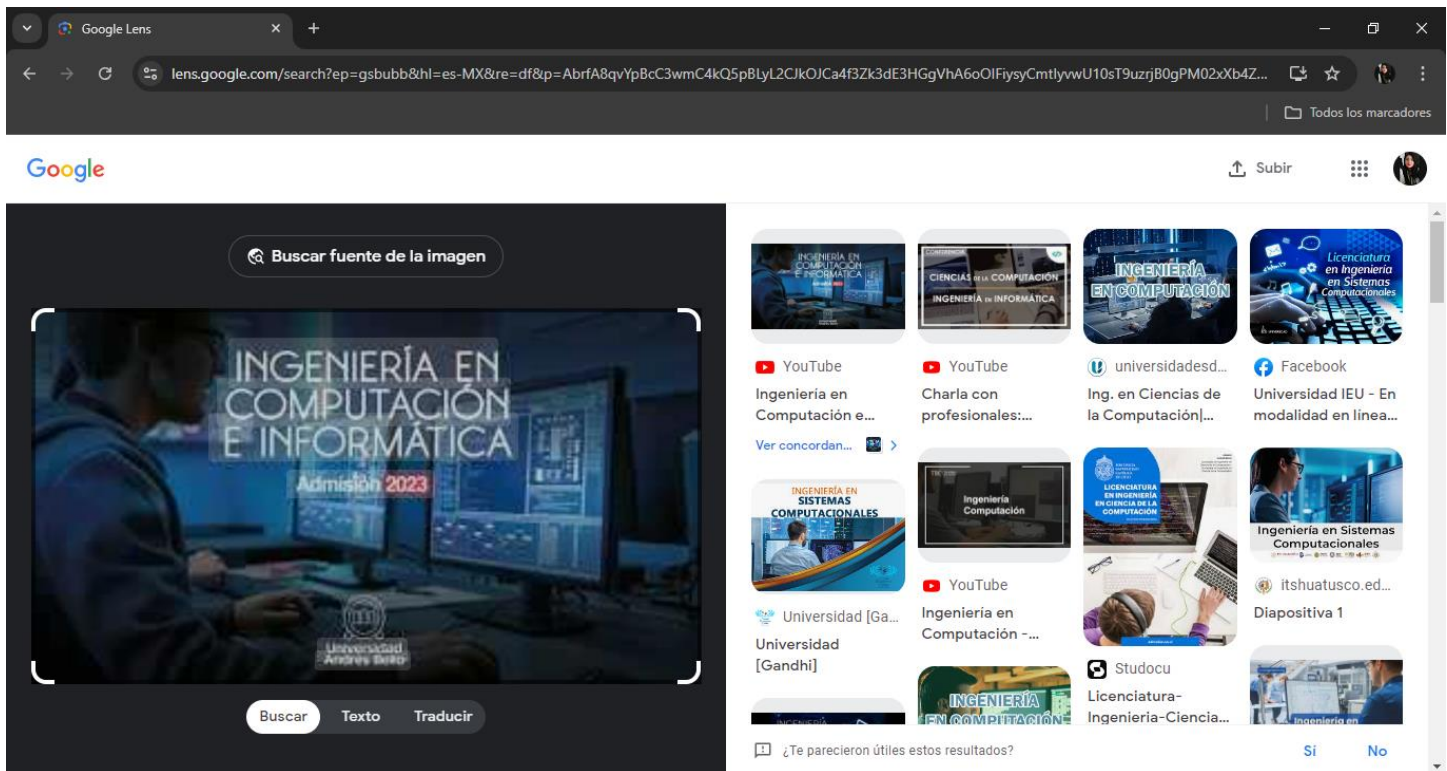 Google Lens
lens.google.com/search?ep=gsbubb&hl=es-MX&re=df&p=AbrfA8qvYpBcC3wmC4kQ5pBLyL2CJkOJCa4f3Zk3dE3HGgVhA6oOIFiysyCmtlyvwU10sT9uzrjB0gPM02xXb4Z...
Todos los marcadores
Google
Subir
Buscar fuente de la imagen
INGENIERÍA EN
COMPUTACIÓN
E INFORMÁTICA
Admisión 2023
Universidad
Andres Bello
Buscar Texto Traducir
INGENIERÍA EN
COMPUTACIÓN
E INFORMÁTICA
YouTube
Ingeniería en
Computación e...
Ver concordan...
CONFERENCIA
CIENCIAS DE LA COMPUTACIÓN
INGENIERÍA EN INFORMÁTICA
YouTube
Charla con
profesionales:...
INGENIERÍA
EN COMPUTACIÓN
universidadesd...
Ing. en Ciencias de
la Computación|...
Licenciatura
en Ingeniería
en Sistemas
Computacionales
Facebook
Universidad IEU - En
modalidad en línea...
INGENIERÍA EN
SISTEMAS
COMPUTACIONALES
Universidad [Ga...
Universidad
[Gandhi]
Ingeniería
Computación
YouTube
Ingeniería en
Computación -...
LICENCIATURA
EN INGENIERÍA
EN CIENCIA DE LA
COMPUTACIÓN
Studocu
Licenciatura-
Ingenieria-Ciencia...
Ingeniería en Sistemas
Computacionales
itshuatusco.ed...
Diapositiva 1
INGENIERÍA
EN COMPUTACIÓN
Ingeniería en
¿Te parecieron útiles estos resultados?
Sí No